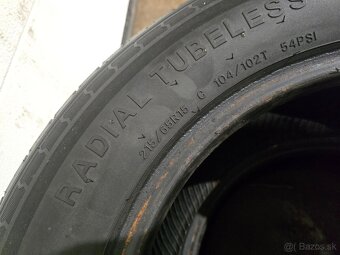 RADIAL TUBELESS
215/65R15 C 104/102T 54PSI
© Bazos.sk